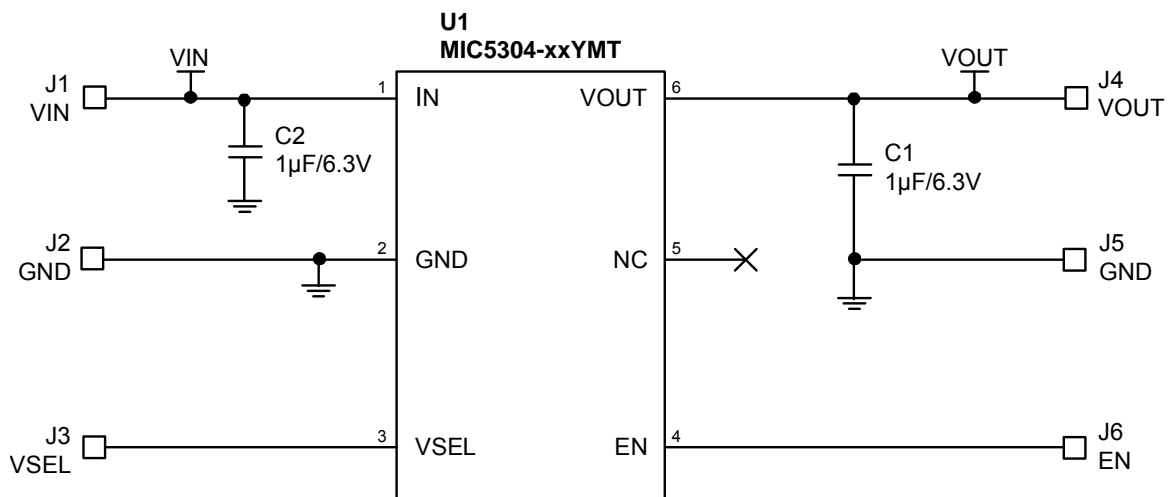 U1
MIC5304-xxYMT
VIN
VOUT
J1
VIN
1
IN
VOUT
6
J4
VOUT
C2
1µF/6.3V
C1
1µF/6.3V
J2
GND
2
GND
NC
5
J5
GND
J3
VSEL
3
VSEL
EN
4
J6
EN